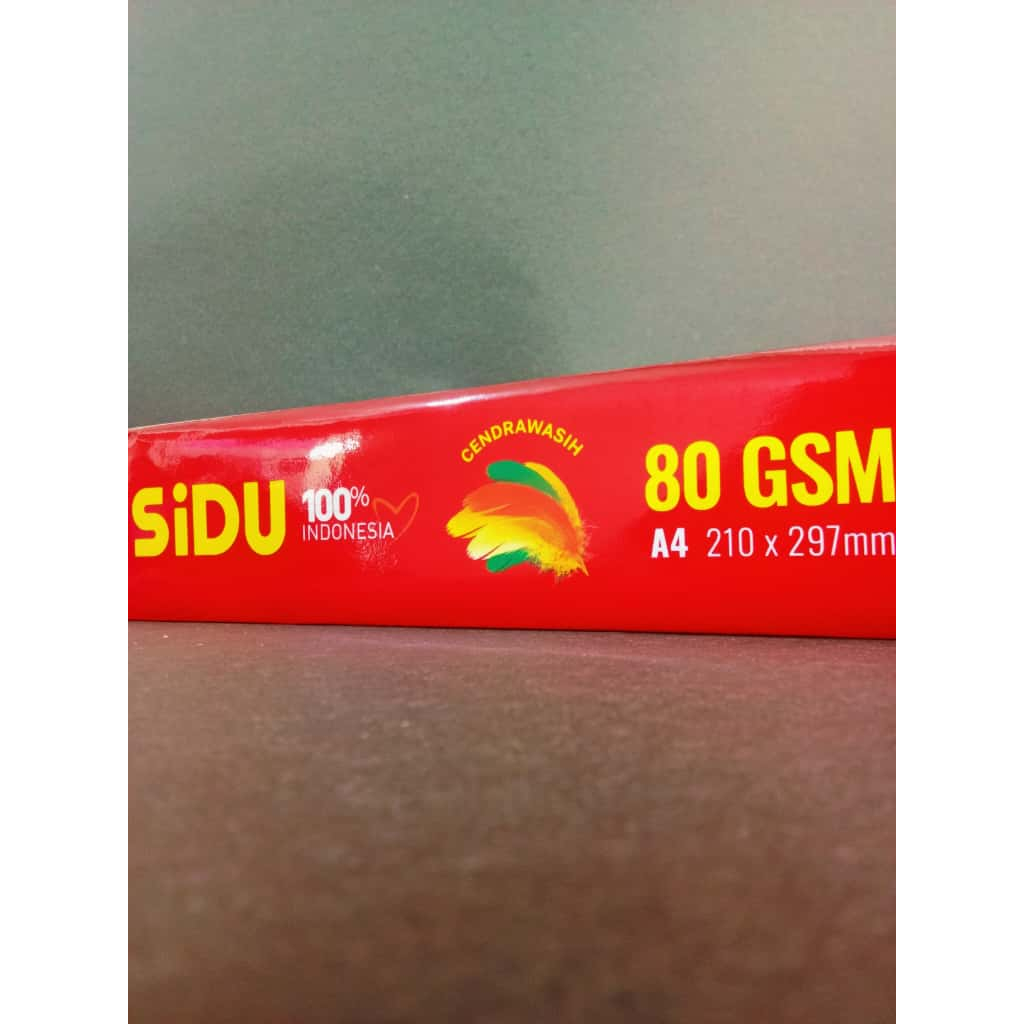 SiDU
100%
INDONESIA
CENDRAWASIH
80 GSM
A4 210 x 297mm